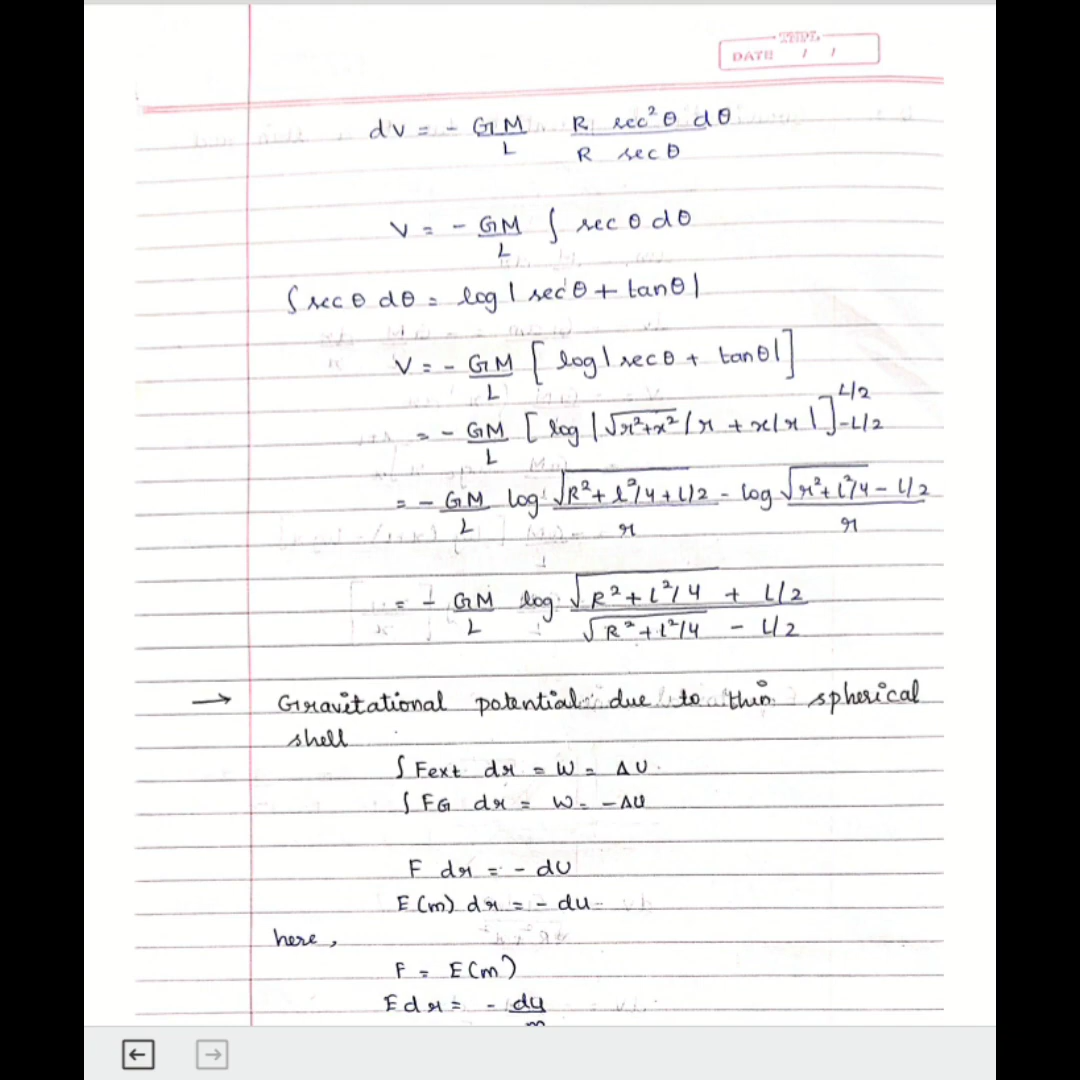 DATE / /
dv = - GM/L R sec²θ dθ / R secθ
V = - GM/L ∫ secθ dθ
∫ secθ dθ = log | secθ + tanθ |
V = - GM/L [ log | secθ + tanθ | ]
= - GM/L [ log | √r²+x² / r + x/r | ] L/2 -L/2
= - GM/L log √R² + l²/4 + L/2 / r - log √r² + l²/4 - L/2 / r
= - GM/L log √R² + l²/4 + L/2 / √R² + l²/4 - L/2
→ Gravitational potential due to thin spherical
shell
∫ Fext dr = W = ΔU
∫ FG dr = W = -ΔU
F dr = - dU
E(m) dr = - du
here,
F = E(m)
E dr = - du/m